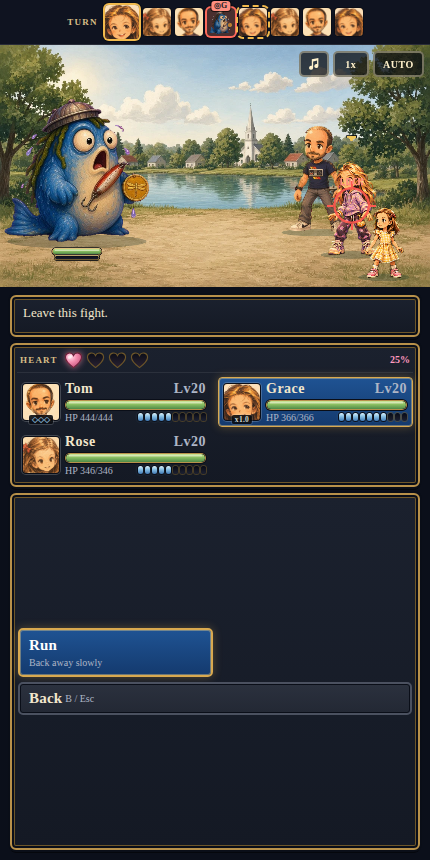 TURN
@G
1x
AUTO
Leave this fight.
HEART
25%
Tom Lv20
HP 444/444
Grace Lv20
x1.0
HP 366/366
Rose Lv20
HP 346/346
Run
Back away slowly
Back B / Esc